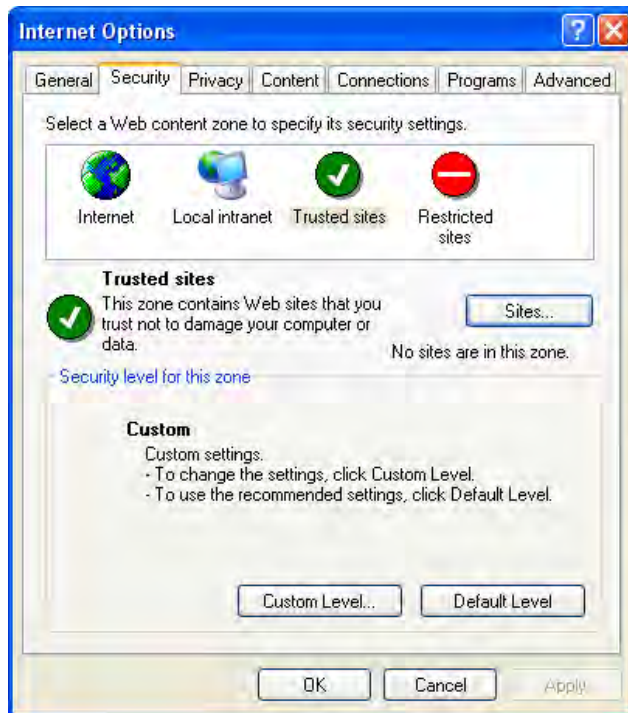 Internet Options
General Security Privacy Content Connections Programs Advanced
Select a Web content zone to specify its security settings.
Internet Local intranet Trusted sites Restricted
sites
Trusted sites
This zone contains Web sites that you
trust not to damage your computer or
data.
Sites...
No sites are in this zone.
Security level for this zone
Custom
Custom settings.
- To change the settings, click Custom Level.
- To use the recommended settings, click Default Level.
Custom Level... Default Level
OK Cancel Apply